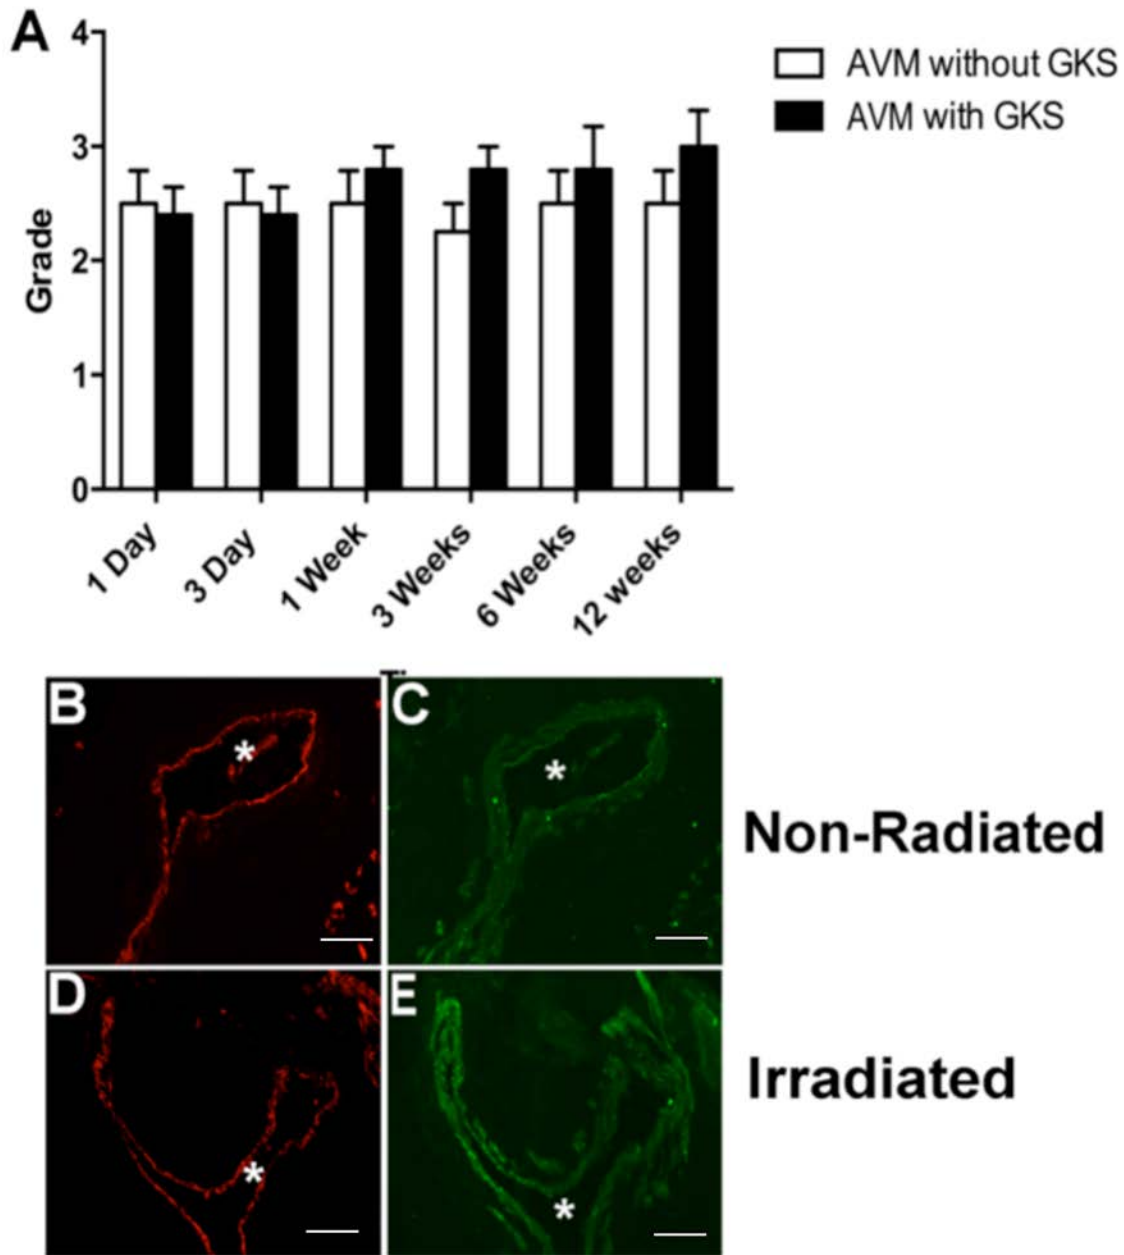 A
4
3
2
1
0
Grade
AVM without GKS
AVM with GKS
1 Day
3 Day
1 Week
3 Weeks
6 Weeks
12 weeks
B
*
C
*
Non-Radiated
D
*
E
*
Irradiated